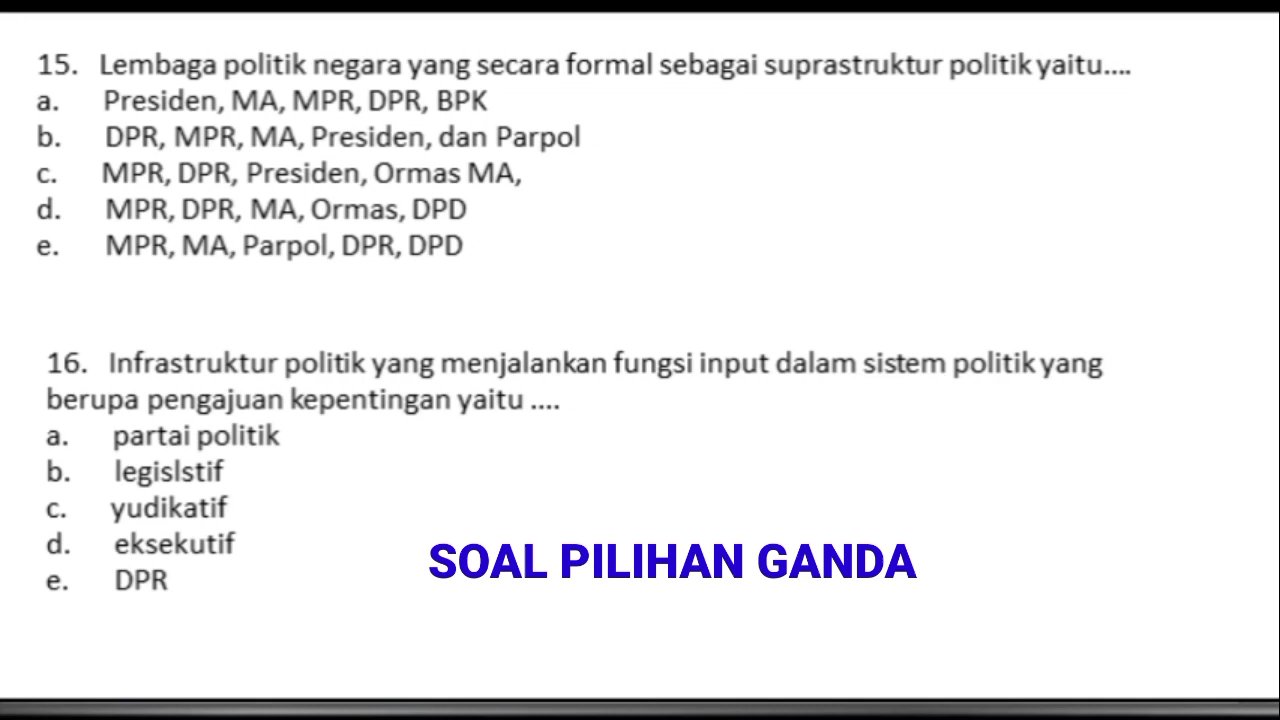 15. Lembaga politik negara yang secara formal sebagai suprastruktur politik yaitu....
a. Presiden, MA, MPR, DPR, BPK
b. DPR, MPR, MA, Presiden, dan Parpol
c. MPR, DPR, Presiden, Ormas MA,
d. MPR, DPR, MA, Ormas, DPD
e. MPR, MA, Parpol, DPR, DPD
16. Infrastruktur politik yang menjalankan fungsi input dalam sistem politik yang
berupa pengajuan kepentingan yaitu ....
a. partai politik
b. legislstif
c. yudikatif
d. eksekutif
e. DPR
SOAL PILIHAN GANDA